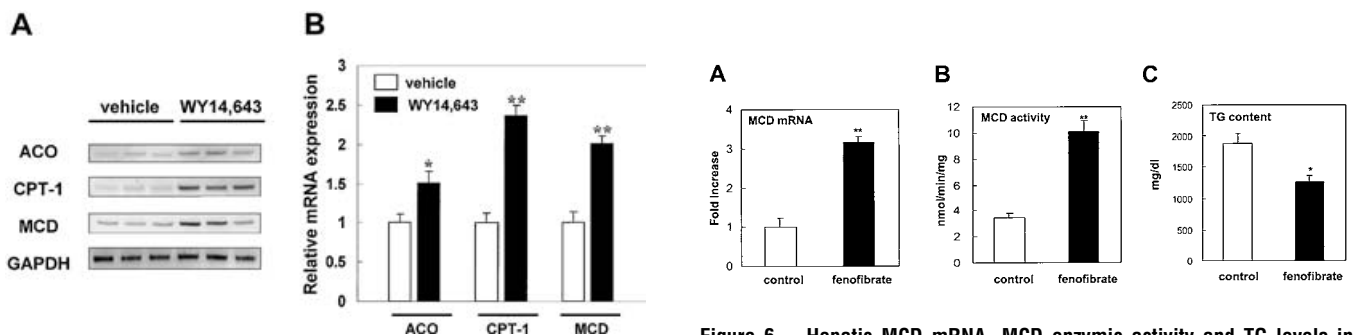 A
vehicle WY14,643
ACO
CPT-1
MCD
GAPDH
B
Relative mRNA expression
3
2.5
2
1.5
1
0.5
0
vehicle
WY14,643
*
**
**
ACO CPT-1 MCD
A
MCD mRNA
Fold Increase
4
3
2
1
0
**
control fenofibrate
B
MCD activity
nmol/min/mg
12
10
8
6
4
2
0
**
control fenofibrate
C
TG content
mg/dl
2500
2000
1500
1000
500
0
*
control fenofibrate
Figure 6 Hepatic MCD mRNA, MCD enzymic activity and TG levels in